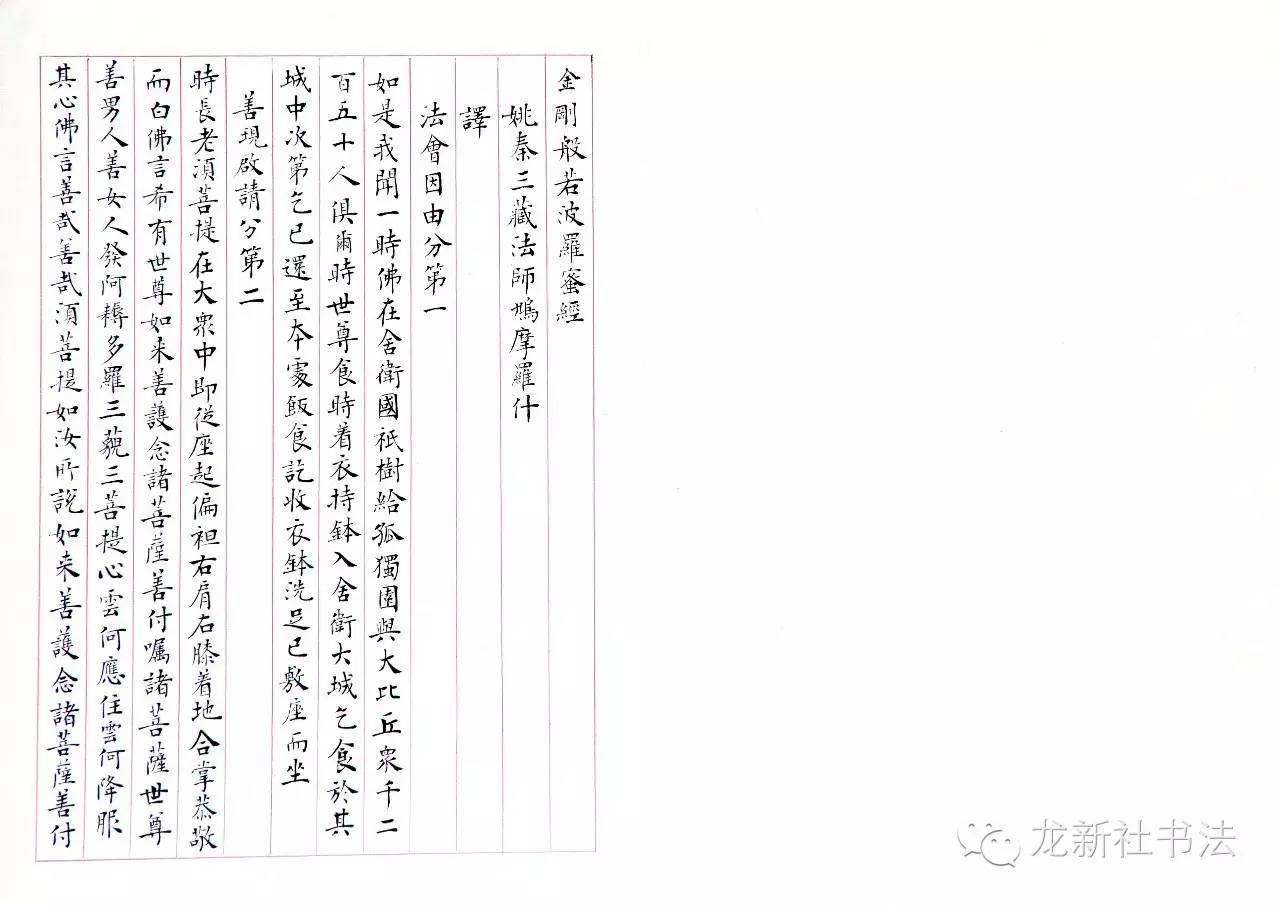 金剛般若波羅蜜經
姚秦三藏法師鳩摩羅什
譯
法會因由分第一
如是我聞一時佛在舍衛國祇樹給孤獨園與大比丘衆千二
百五十人俱爾時世尊食時着衣持鉢入舍衛大城乞食於其
城中次第乞已還至本處飯食訖收衣鉢洗足已敷座而坐
善現啟請分第二
時長老須菩提在大衆中即從座起偏袒右肩右膝着地合掌恭敬
而白佛言希有世尊如来善護念諸菩薩善付囑諸菩薩世尊
善男人善女人發阿耨多羅三藐三菩提心雲何應住雲何降服
其心佛言善哉善哉須菩提如汝所說如来善護念諸菩薩善付
龙新社书法